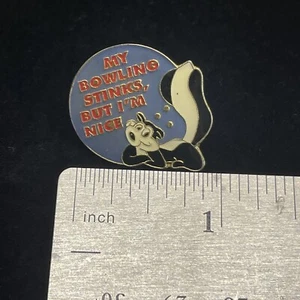 MY
BOWLING
STINKS,
BUT I'M
NICE
inch
1